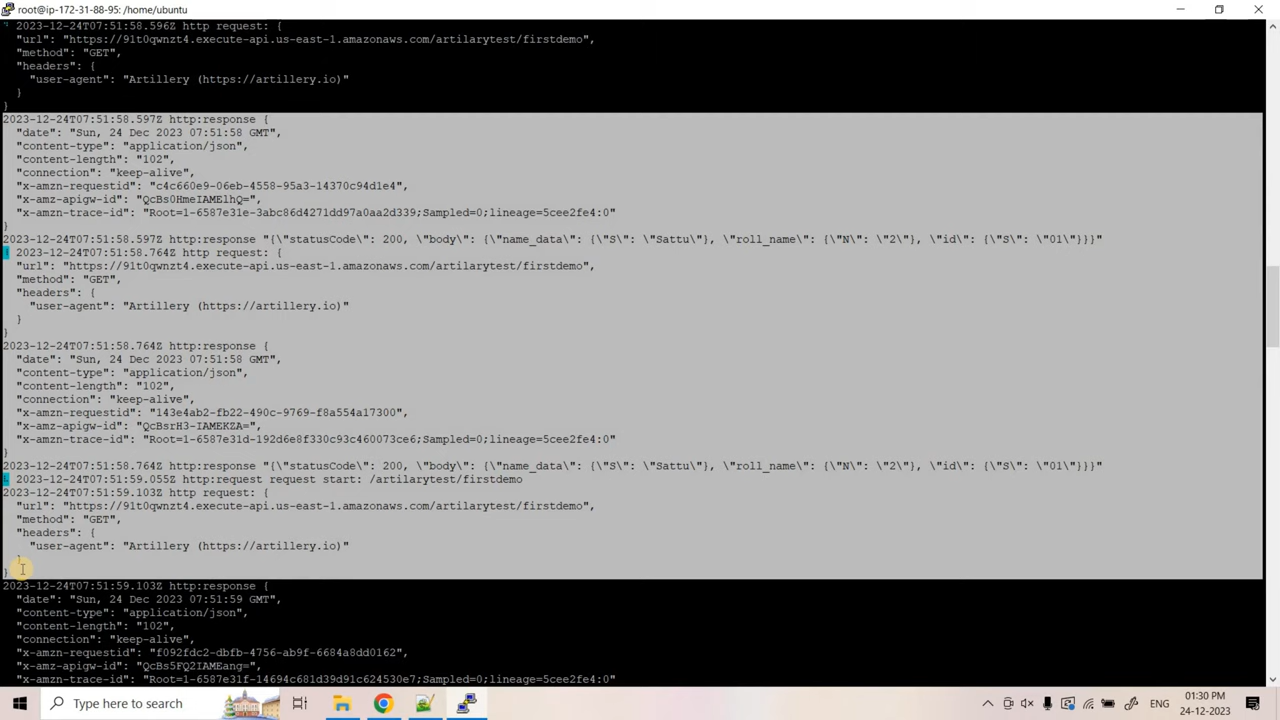 root@ip-172-31-88-95: /home/ubuntu
2023-12-24T07:51:58.596Z http request: {
"url": "https://91t0qwnzt4.execute-api.us-east-1.amazonaws.com/artilarytest/firstdemo",
"method": "GET",
"headers": {
"user-agent": "Artillery (https://artillery.io)"
}
}
2023-12-24T07:51:58.597Z http:response {
"date": "Sun, 24 Dec 2023 07:51:58 GMT",
"content-type": "application/json",
"content-length": "102",
"connection": "keep-alive",
"x-amzn-requestid": "c4c660e9-06eb-4558-95a3-14370c94d1e4",
"x-amz-apigw-id": "QcBs0HmeIAMElhQ=",
"x-amzn-trace-id": "Root=1-6587e31e-3abc86d4271dd97a0aa2d339;Sampled=0;lineage=5cee2fe4:0"
}
2023-12-24T07:51:58.597Z http:response "{\"statusCode\": 200, \"body\": {\"name_data\": {\"S\": \"Sattu\"}, \"roll_name\": {\"N\": \"2\"}, \"id\": {\"S\": \"01\"}}}"
2023-12-24T07:51:58.764Z http request: {
"url": "https://91t0qwnzt4.execute-api.us-east-1.amazonaws.com/artilarytest/firstdemo",
"method": "GET",
"headers": {
"user-agent": "Artillery (https://artillery.io)"
}
}
2023-12-24T07:51:58.764Z http:response {
"date": "Sun, 24 Dec 2023 07:51:58 GMT",
"content-type": "application/json",
"content-length": "102",
"connection": "keep-alive",
"x-amzn-requestid": "143e4ab2-fb22-490c-9769-f8a554a17300",
"x-amz-apigw-id": "QcBsrH3-IAMEKZA=",
"x-amzn-trace-id": "Root=1-6587e31d-192d6e8f330c93c460073ce6;Sampled=0;lineage=5cee2fe4:0"
}
2023-12-24T07:51:58.764Z http:response "{\"statusCode\": 200, \"body\": {\"name_data\": {\"S\": \"Sattu\"}, \"roll_name\": {\"N\": \"2\"}, \"id\": {\"S\": \"01\"}}}"
2023-12-24T07:51:59.055Z http:request request start: /artilarytest/firstdemo
2023-12-24T07:51:59.103Z http request: {
"url": "https://91t0qwnzt4.execute-api.us-east-1.amazonaws.com/artilarytest/firstdemo",
"method": "GET",
"headers": {
"user-agent": "Artillery (https://artillery.io)"
}
}
2023-12-24T07:51:59.103Z http:response {
"date": "Sun, 24 Dec 2023 07:51:59 GMT",
"content-type": "application/json",
"content-length": "102",
"connection": "keep-alive",
"x-amzn-requestid": "f092fdc2-dbfb-4756-ab9f-6684a8dd0162",
"x-amz-apigw-id": "QcBs5FQ2IAMEang=",
"x-amzn-trace-id": "Root=1-6587e31f-14694c681d39d91c624530e7;Sampled=0;lineage=5cee2fe4:0"
Type here to search
ENG
01:30 PM
24-12-2023